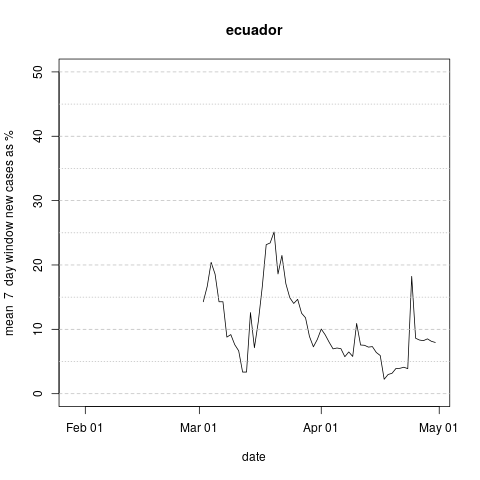 ecuador
mean 7 day window new cases as %
50
40
30
20
10
0
Feb 01
Mar 01
Apr 01
May 01
date